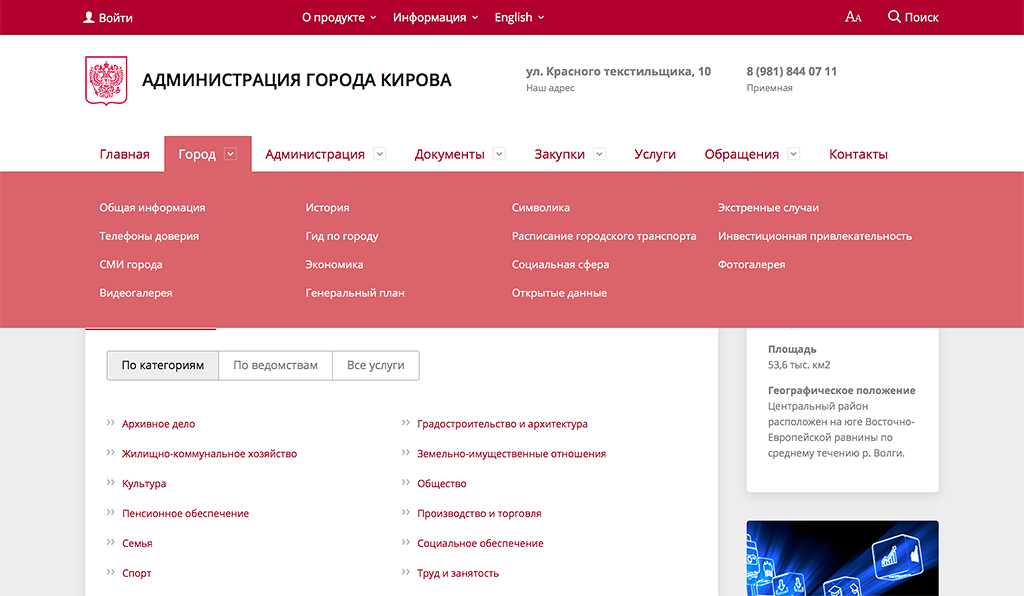 Войти
О продукте
Информация
English
Поиск
АДМИНИСТРАЦИЯ ГОРОДА КИРОВА
ул. Красного текстильщика, 10
Наш адрес
8 (981) 844 07 11
Приемная
Главная
Город
Администрация
Документы
Закупки
Услуги
Обращения
Контакты
Общая информация
История
Символика
Экстренные случаи
Телефоны доверия
Гид по городу
Расписание городского транспорта
Инвестиционная привлекательность
СМИ города
Экономика
Социальная сфера
Фотогалерея
Видеогалерея
Генеральный план
Открытые данные
По категориям
По ведомствам
Все услуги
Архивное дело
Градостроительство и архитектура
Жилищно-коммунальное хозяйство
Земельно-имущественные отношения
Культура
Общество
Пенсионное обеспечение
Производство и торговля
Семья
Социальное обеспечение
Спорт
Труд и занятость
Площадь
53,6 тыс. км2
Географическое положение
Центральный район
расположен на юге Восточно-
Европейской равнины по
среднему течению р. Волги.